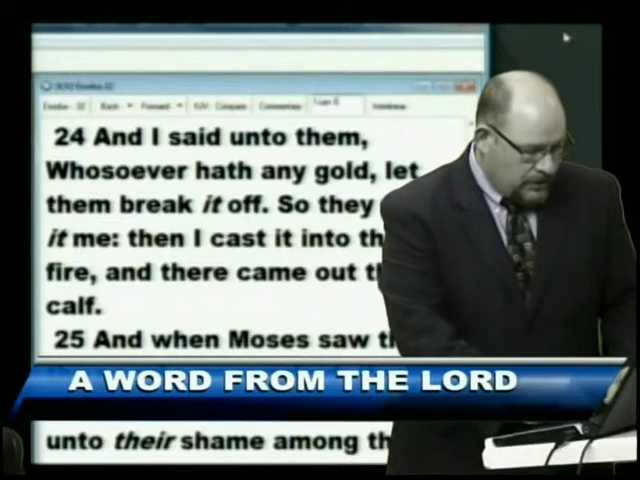 24 And I said unto them,
Whosoever hath any gold, let
them break it off. So they
it me: then I cast it into th
fire, and there came out t
calf.
25 And when Moses saw t
A WORD FROM THE LORD
unto their shame among th